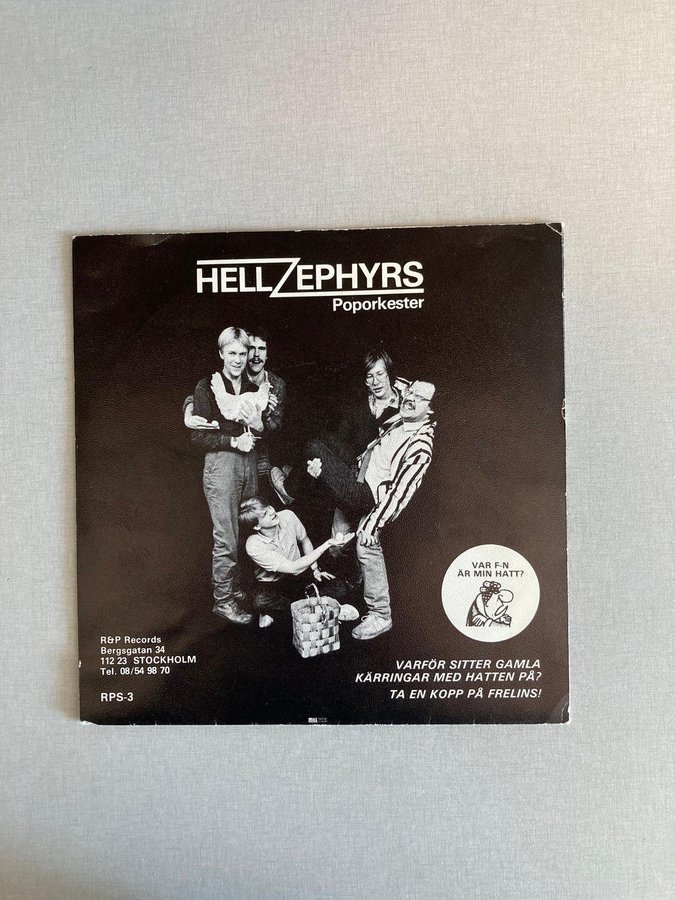 HELLZEPHYRS
Poporkester
VAR F-N
ÄR MIN HATT?
R&P Records
Bergsgatan 34
112 23 STOCKHOLM
Tel. 08/54 98 70
RPS-3
VARFÖR SITTER GAMLA
KÄRRINGAR MED HATTEN PÅ?
TA EN KOPP PÅ FRELINS!